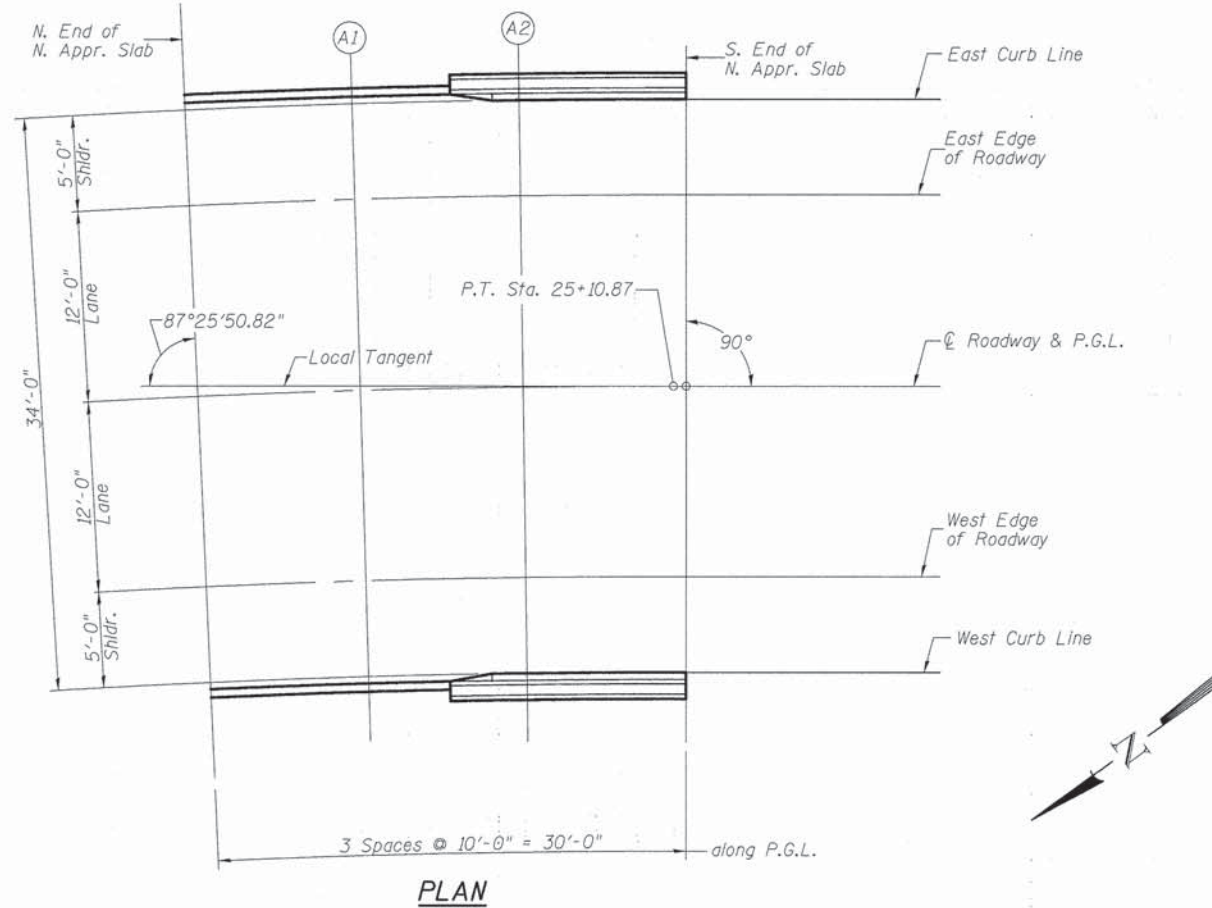 N. End of
N. Appr. Slab
A1
A2
S. End of
N. Appr. Slab
East Curb Line
5'-0"
Shldr.
East Edge
of Roadway
12'-0"
Lane
P.T. Sta. 25+10.87
87°25'50.82"
90°
Local Tangent
℄ Roadway & P.G.L.
34'-0"
12'-0"
Lane
West Edge
of Roadway
5'-0"
Shldr.
West Curb Line
N
3 Spaces @ 10'-0" = 30'-0"
along P.G.L.
PLAN